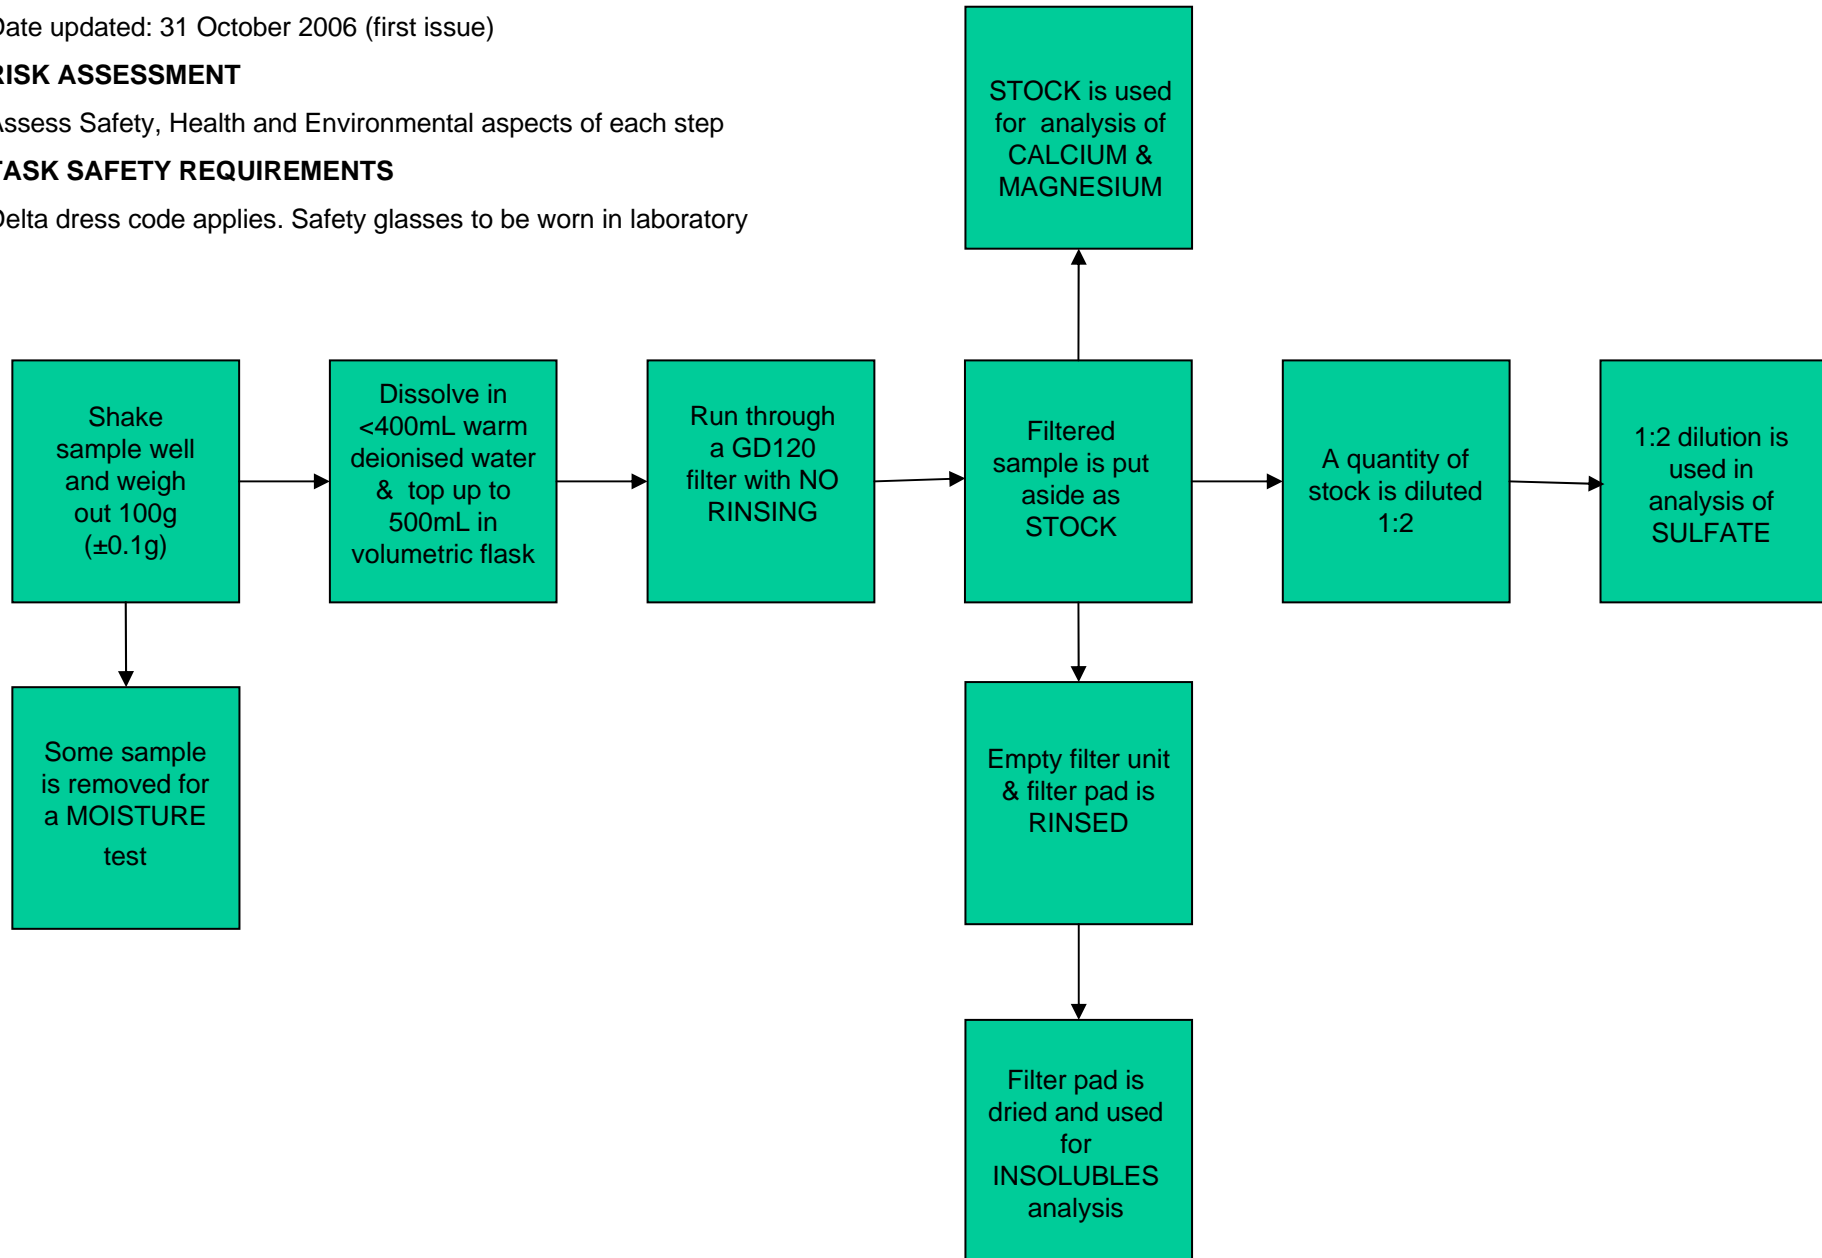 Date updated: 31 October 2006 (first issue)
RISK ASSESSMENT
Assess Safety, Health and Environmental aspects of each step
TASK SAFETY REQUIREMENTS
Delta dress code applies. Safety glasses to be worn in laboratory
STOCK is used
for analysis of
CALCIUM &
MAGNESIUM
Shake
sample well
and weigh
out 100g
(±0.1g)
Dissolve in
<400mL warm
deionised water
& top up to
500mL in
volumetric flask
Run through
a GD120
filter with NO
RINSING
Filtered
sample is put
aside as
STOCK
A quantity of
stock is diluted
1:2
1:2 dilution is
used in
analysis of
SULFATE
Some sample
is removed for
a MOISTURE
test
Empty filter unit
& filter pad is
RINSED
Filter pad is
dried and used
for
INSOLUBLES
analysis